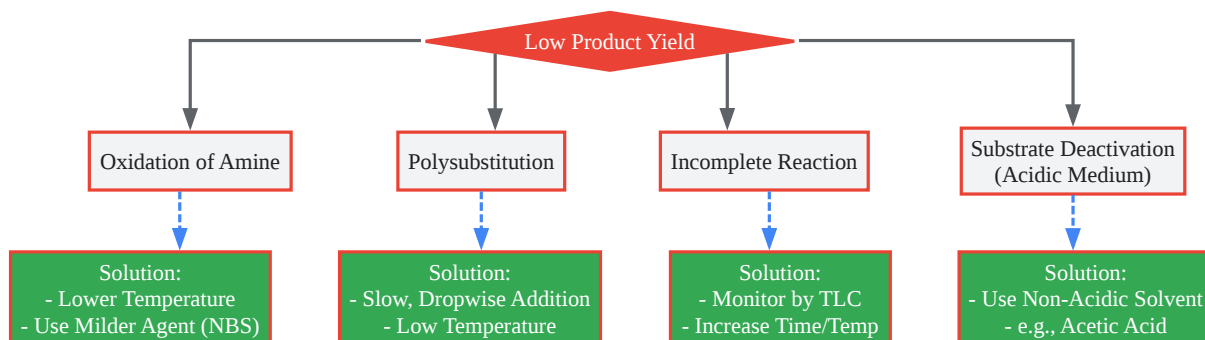 Low Product Yield
Oxidation of Amine
Polysubstitution
Incomplete Reaction
Substrate Deactivation
(Acidic Medium)
Solution:
- Lower Temperature
- Use Milder Agent (NBS)
Solution:
- Slow, Dropwise Addition
- Low Temperature
Solution:
- Monitor by TLC
- Increase Time/Temp
Solution:
- Use Non-Acidic Solvent
- e.g., Acetic Acid